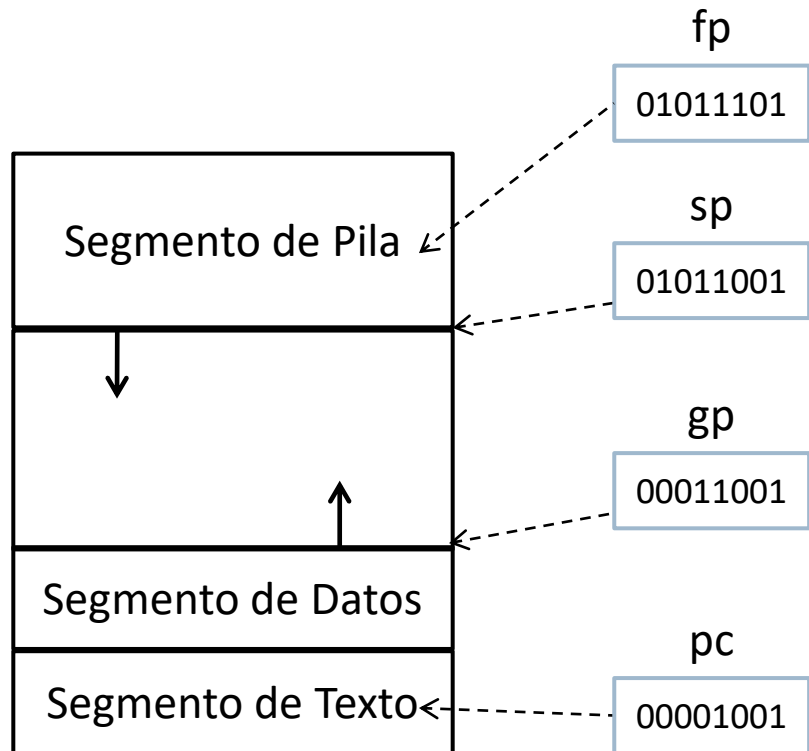 fp
01011101
Segmento de Pila
sp
01011001
gp
00011001
Segmento de Datos
pc
Segmento de Texto
00001001